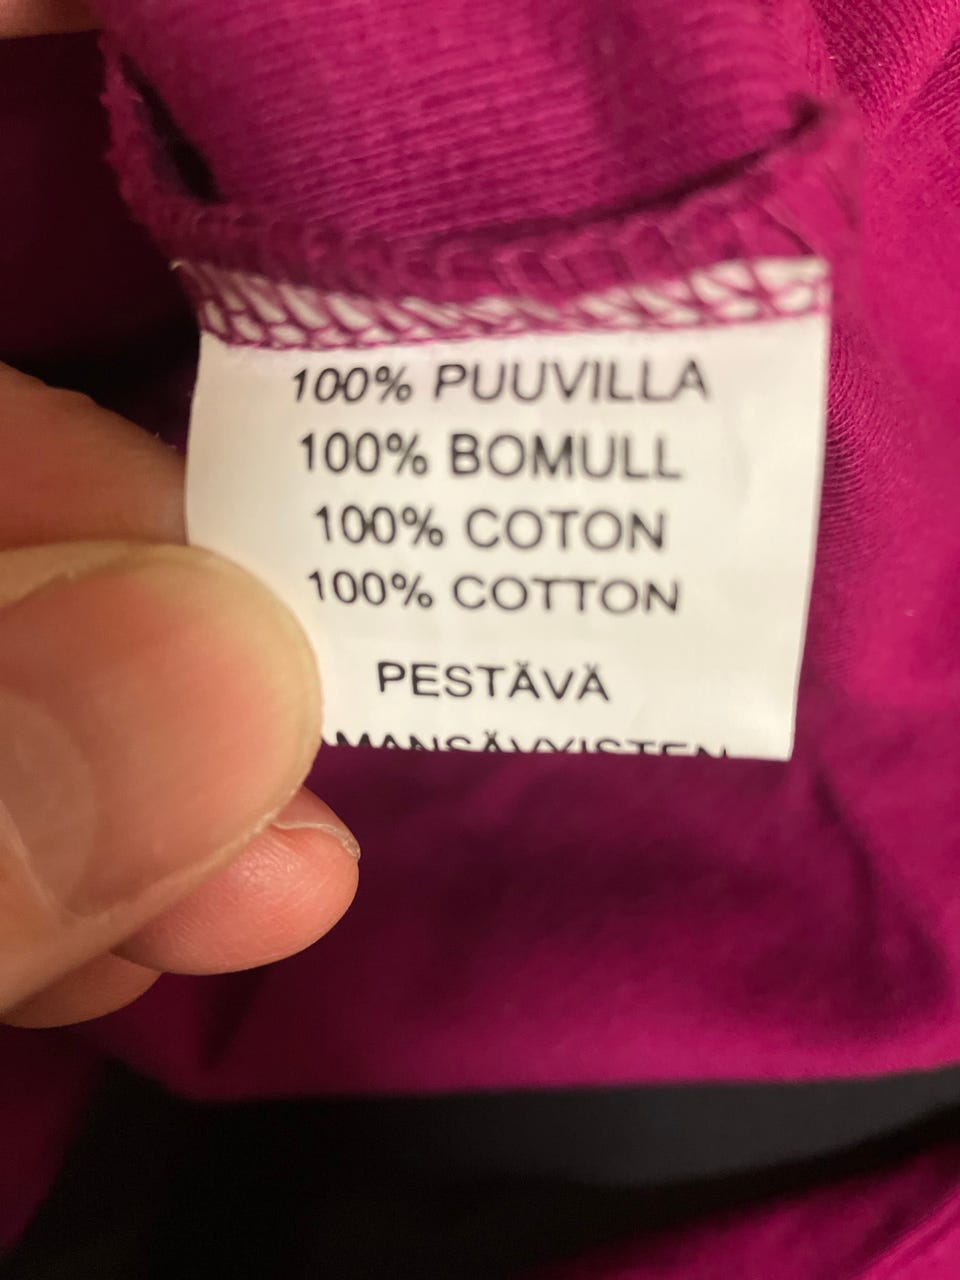 100% PUUVILLA
100% BOMULL
100% COTON
100% COTTON
PESTÄVÄ